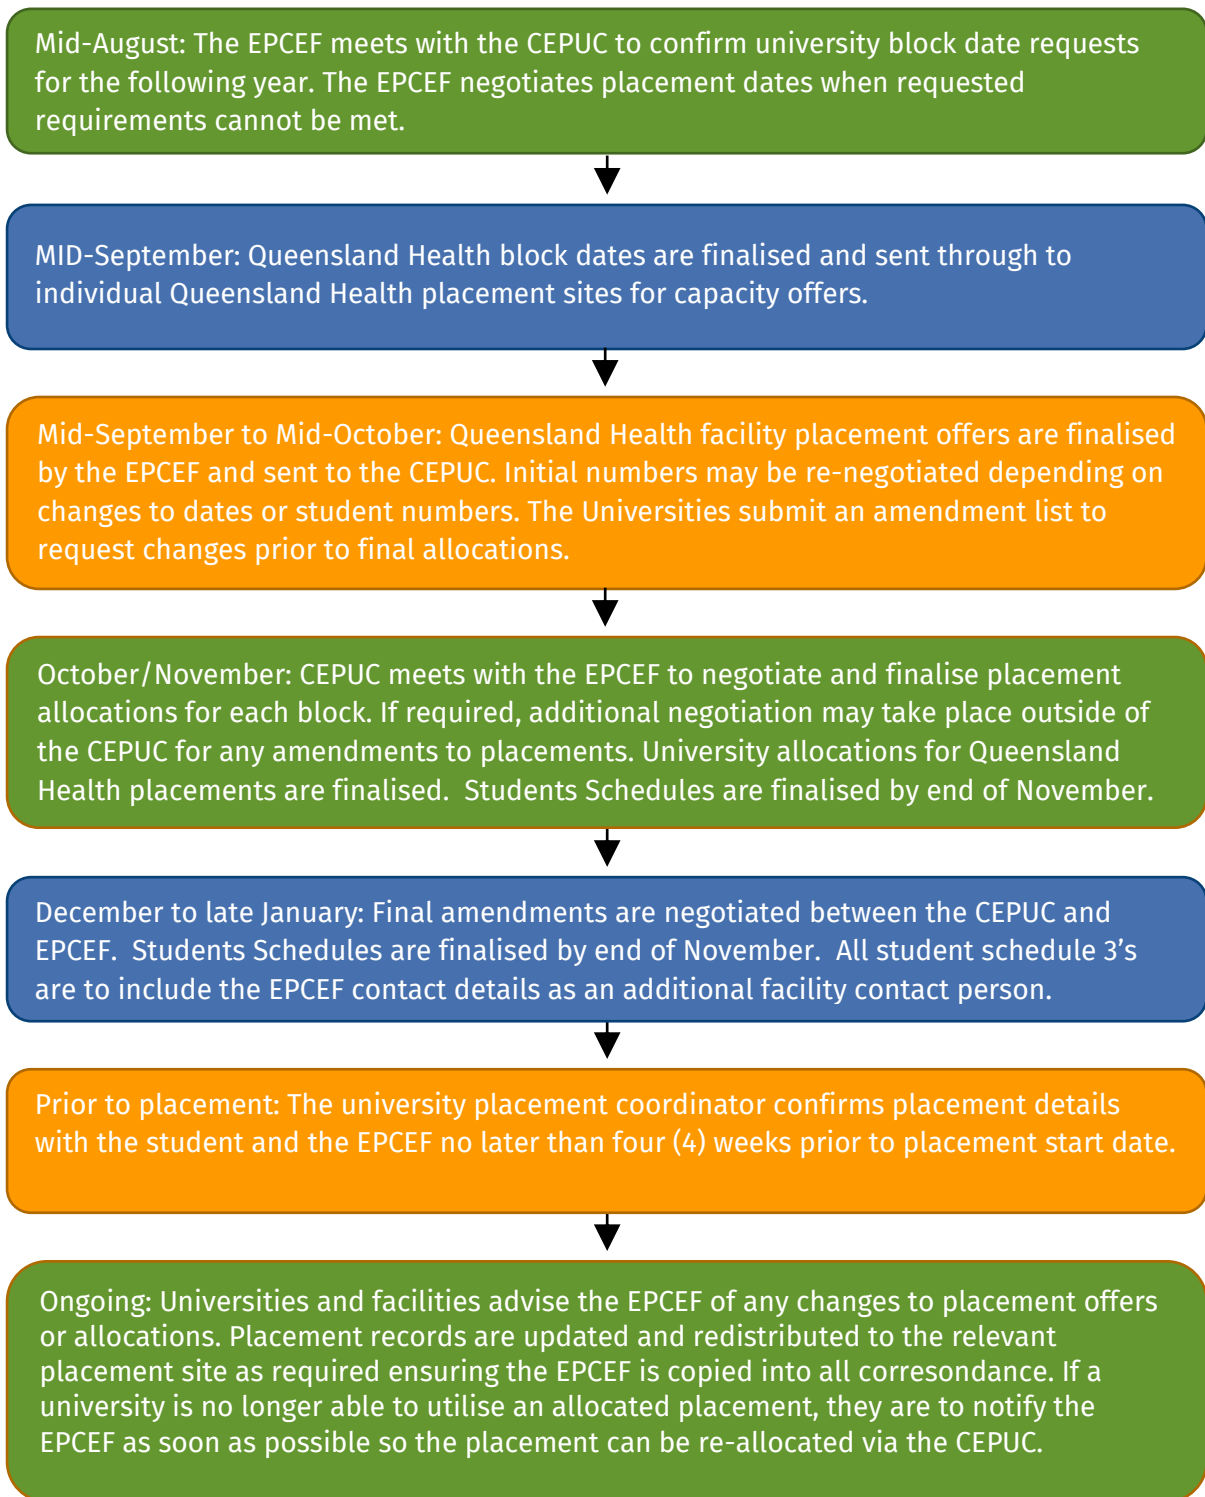 Mid-August: The EPCEF meets with the CEPUC to confirm university block date requests
for the following year. The EPCEF negotiates placement dates when requested
requirements cannot be met.
MID-September: Queensland Health block dates are finalised and sent through to
individual Queensland Health placement sites for capacity offers.
Mid-September to Mid-October: Queensland Health facility placement offers are finalised
by the EPCEF and sent to the CEPUC. Initial numbers may be re-negotiated depending on
changes to dates or student numbers. The Universities submit an amendment list to
request changes prior to final allocations.
October/November: CEPUC meets with the EPCEF to negotiate and finalise placement
allocations for each block. If required, additional negotiation may take place outside of
the CEPUC for any amendments to placements. University allocations for Queensland
Health placements are finalised.  Students Schedules are finalised by end of November.
December to late January: Final amendments are negotiated between the CEPUC and
EPCEF.  Students Schedules are finalised by end of November.  All student schedule 3's
are to include the EPCEF contact details as an additional facility contact person.
Prior to placement: The university placement coordinator confirms placement details
with the student and the EPCEF no later than four (4) weeks prior to placement start date.
Ongoing: Universities and facilities advise the EPCEF of any changes to placement offers
or allocations. Placement records are updated and redistributed to the relevant
placement site as required ensuring the EPCEF is copied into all corresondance. If a
university is no longer able to utilise an allocated placement, they are to notify the
EPCEF as soon as possible so the placement can be re-allocated via the CEPUC.